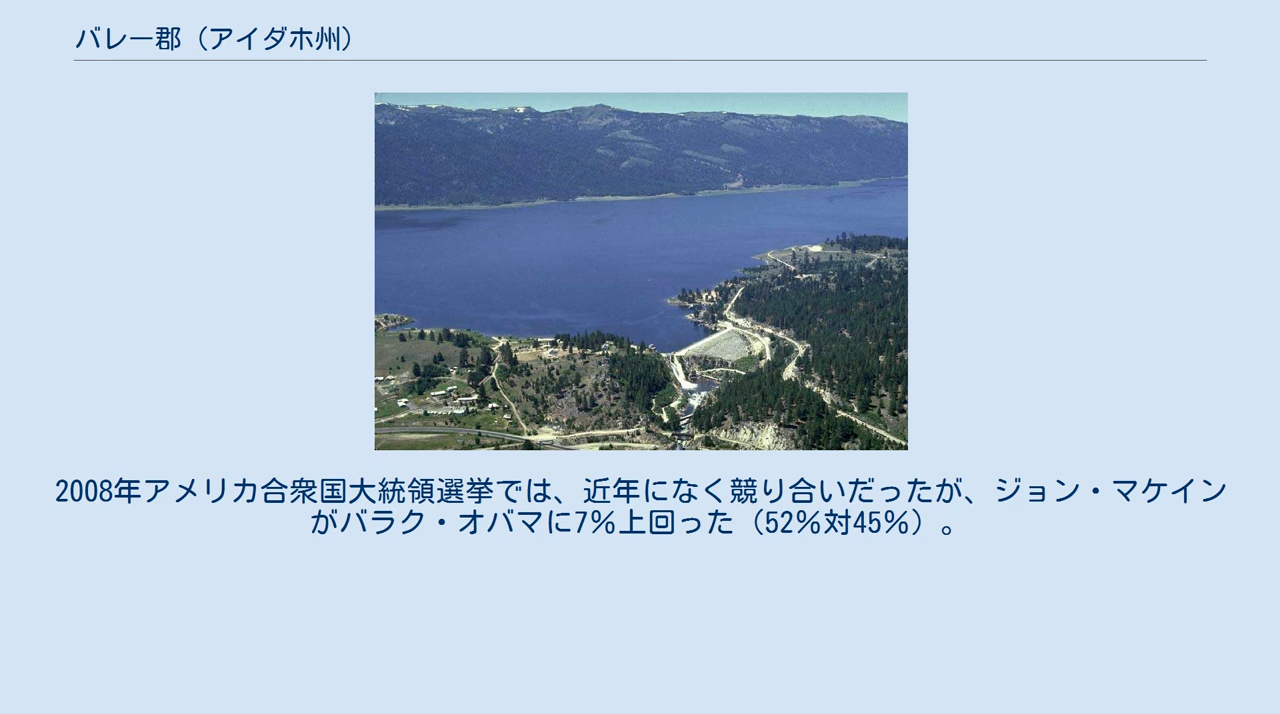 バレー郡（アイダホ州）
2008年アメリカ合衆国大統領選挙では、近年になく競り合いだったが、ジョン・マケイン
がバラク・オバマに7%上回った（52%対45%）。